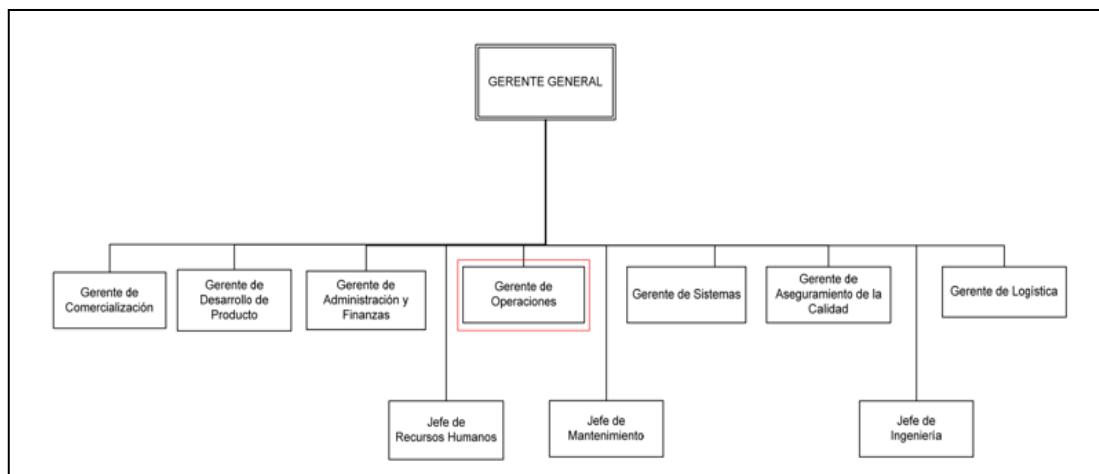 GERENTE GENERAL
Gerente de
Comercialización
Gerente de
Desarrollo de
Producto
Gerente de
Administración y
Finanzas
Gerente de
Operaciones
Gerente de Sistemas
Gerente de
Aseguramiento de la
Calidad
Gerente de Logística
Jefe de
Recursos Humanos
Jefe de
Mantenimiento
Jefe de
Ingeniería